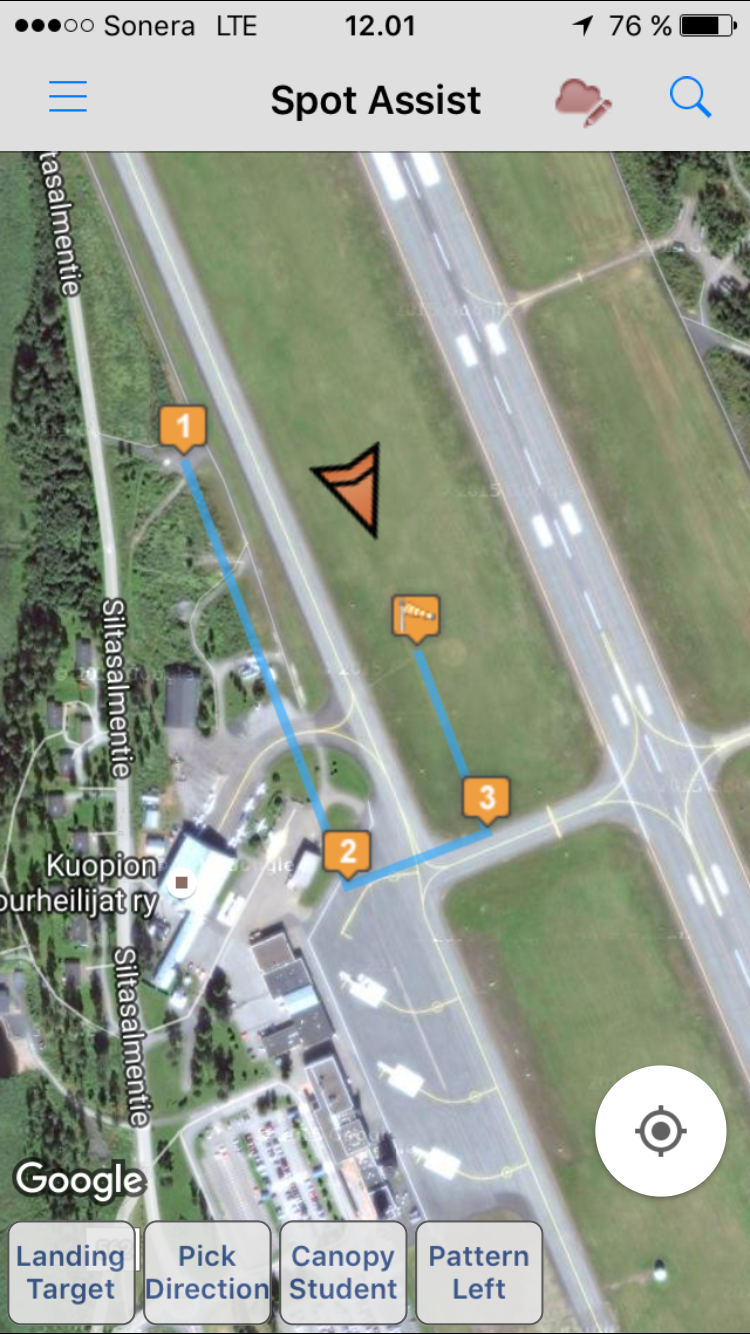 Sonera LTE 12.01 76 %
Spot Assist
tasalmentie
1
Siltasalmentie
3
2
Kuopion
ourheilijat ry
Siltasalmentie
Google
Landing Target
Pick Direction
Canopy Student
Pattern Left